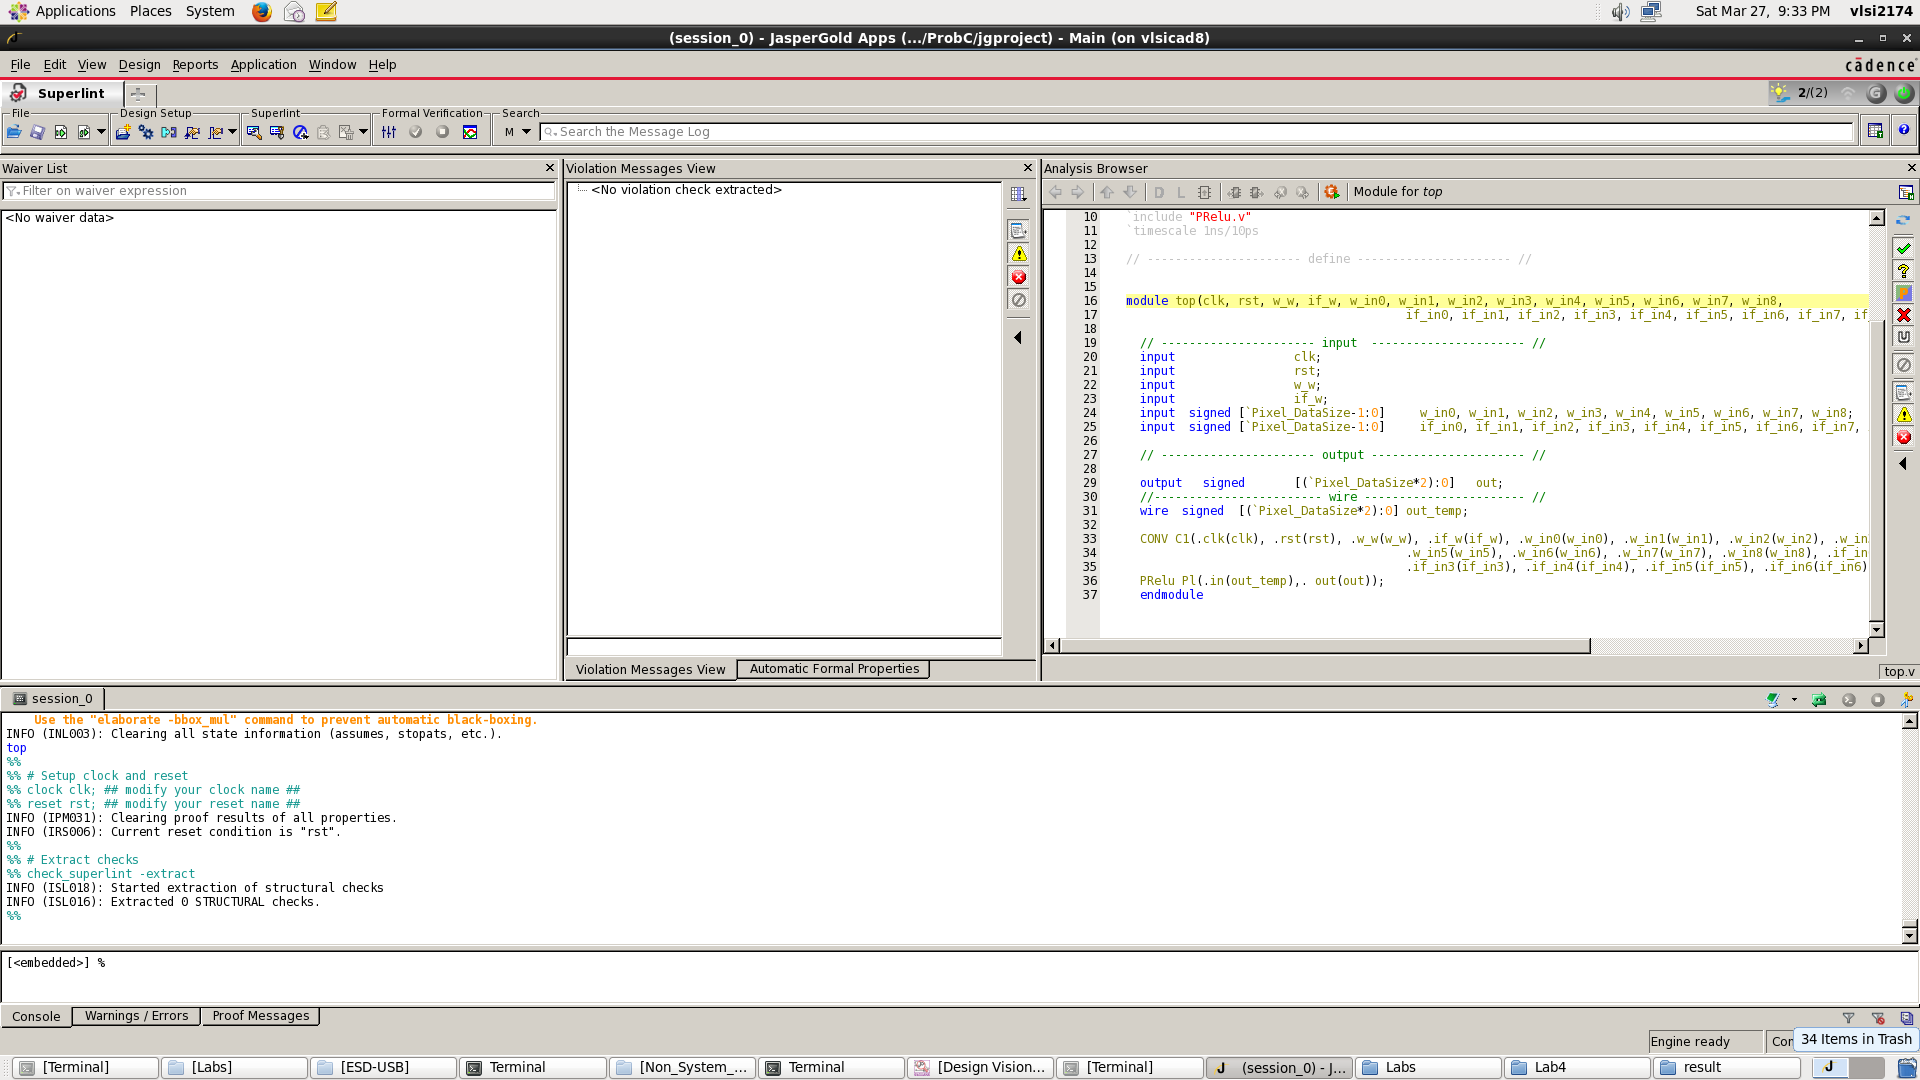 Applications Places System
Sat Mar 27, 9:33 PM vlsi2174
(session_0) - JasperGold Apps (.../ProbC/jgproject) - Main (on vlsicad8)
File Edit View Design Reports Application Window Help
cādence
Superlint
2/(2)
File Design Setup Superlint Formal Verification Search
M Search the Message Log
Waiver List
Filter on waiver expression
<No waiver data>
Violation Messages View
<No violation check extracted>
Violation Messages View Automatic Formal Properties
Analysis Browser
D L Module for top
10 `include "PRelu.v"
11 `timescale 1ns/10ps
12
13 // ---------------------- define ---------------------- //
14
15
16 module top(clk, rst, w_w, if_w, w_in0, w_in1, w_in2, w_in3, w_in4, w_in5, w_in6, w_in7, w_in8,
17 if_in0, if_in1, if_in2, if_in3, if_in4, if_in5, if_in6, if_in7, if
18
19 // ---------------------- input ---------------------- //
20 input clk;
21 input rst;
22 input w_w;
23 input if_w;
24 input signed [`Pixel_DataSize-1:0] w_in0, w_in1, w_in2, w_in3, w_in4, w_in5, w_in6, w_in7, w_in8;
25 input signed [`Pixel_DataSize-1:0] if_in0, if_in1, if_in2, if_in3, if_in4, if_in5, if_in6, if_in7,
26
27 // ---------------------- output ---------------------- //
28
29 output signed [(`Pixel_DataSize*2):0] out;
30 //------------------------ wire ----------------------- //
31 wire signed [(`Pixel_DataSize*2):0] out_temp;
32
33 CONV C1(.clk(clk), .rst(rst), .w_w(w_w), .if_w(if_w), .w_in0(w_in0), .w_in1(w_in1), .w_in2(w_in2), .w_in
34 .w_in5(w_in5), .w_in6(w_in6), .w_in7(w_in7), .w_in8(w_in8), .if_in
35 .if_in3(if_in3), .if_in4(if_in4), .if_in5(if_in5), .if_in6(if_in6)
36 PRelu Pl(.in(out_temp),. out(out));
37 endmodule
top.v
session_0
Use the "elaborate -bbox_mul" command to prevent automatic black-boxing.
INFO (INL003): Clearing all state information (assumes, stopats, etc.).
top
%%
%% # Setup clock and reset
%% clock clk; ## modify your clock name ##
%% reset rst; ## modify your reset name ##
INFO (IPM031): Clearing proof results of all properties.
INFO (IRS006): Current reset condition is "rst".
%%
%% # Extract checks
%% check_superlint -extract
INFO (ISL018): Started extraction of structural checks
INFO (ISL016): Extracted 0 STRUCTURAL checks.
%%
[<embedded>] %
Console Warnings / Errors Proof Messages
Engine ready Con 34 Items in Trash
[Terminal] [Labs] [ESD-USB] Terminal [Non_System_... Terminal [Design Vision... [Terminal] (session_0) - J... Labs Lab4 result